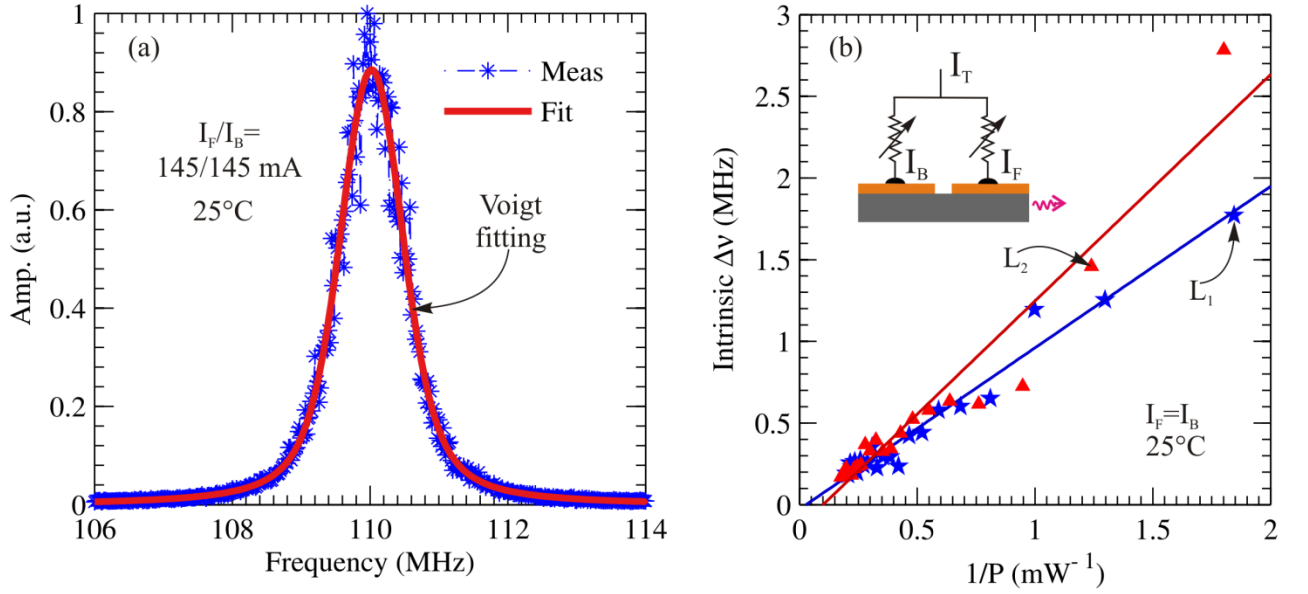 (a)
Meas
Fit
I_F/I_B=
145/145 mA
25°C
Voigt
fitting
1
0.8
0.6
0.4
0.2
0
Amp. (a.u.)
106
108
110
112
114
Frequency (MHz)
(b)
I_T
I_B
I_F
L_2
L_1
I_F=I_B
25°C
3
2.5
2
1.5
1
0.5
0
Intrinsic Δν (MHz)
0
0.5
1
1.5
2
1/P (mW⁻¹)